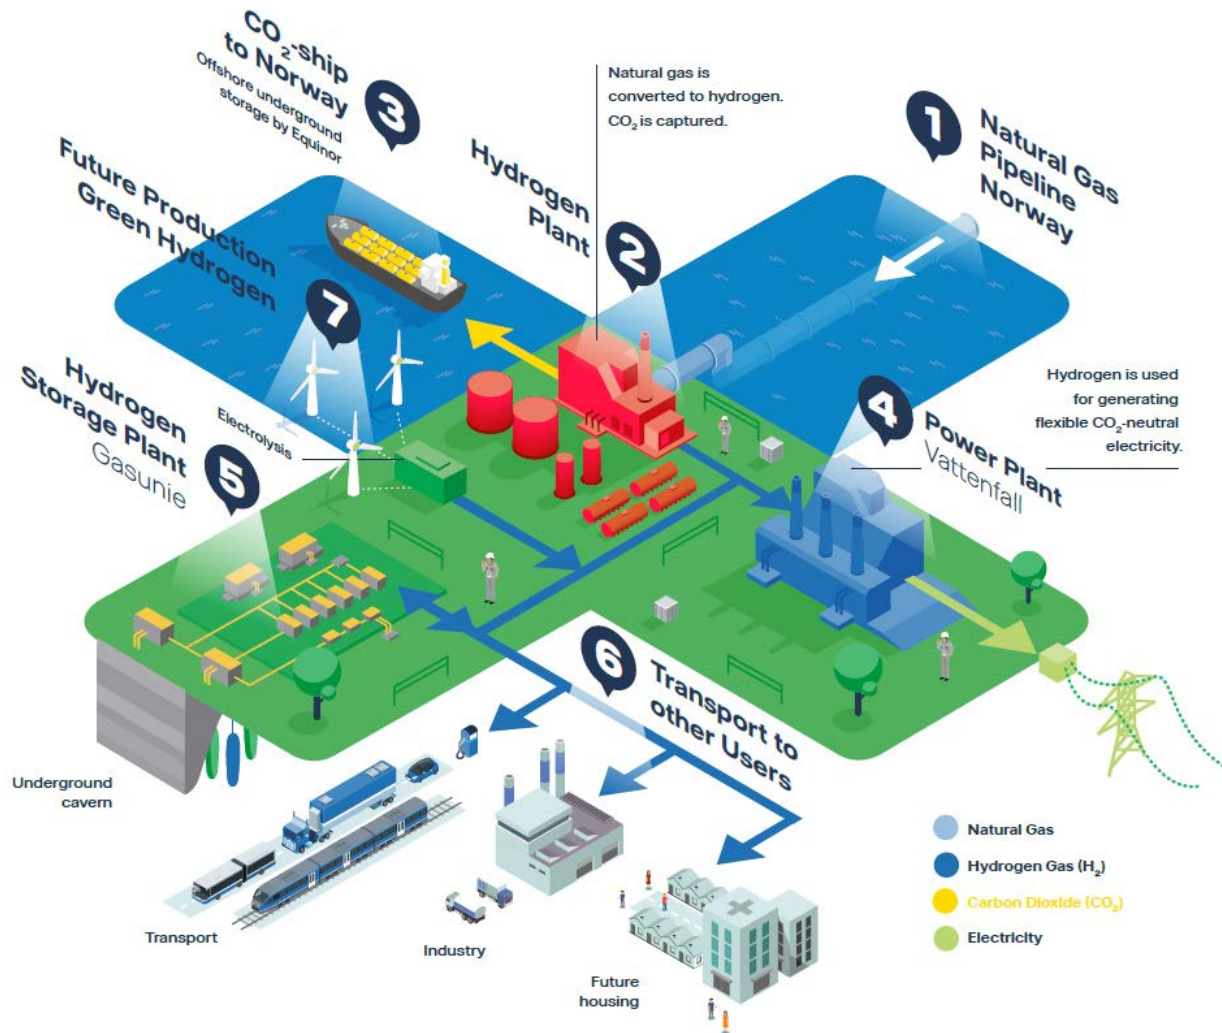 CO₂-ship
to Norway
Offshore underground
storage by Equinor
3
Natural gas is
converted to hydrogen.
CO₂ is captured.
1
Natural Gas
Pipeline
Norway
Hydrogen
Plant
2
Future Production
Green Hydrogen
7
Hydrogen
Storage Plant
Gasunie
5
Electrolysis
4
Power Plant
Vattenfall
Hydrogen is used
for generating
flexible CO₂-neutral
electricity.
6
Transport to
other Users
Underground
cavern
Transport
Industry
Future
housing
Natural Gas
Hydrogen Gas (H₂)
Carbon Dioxide (CO₂)
Electricity